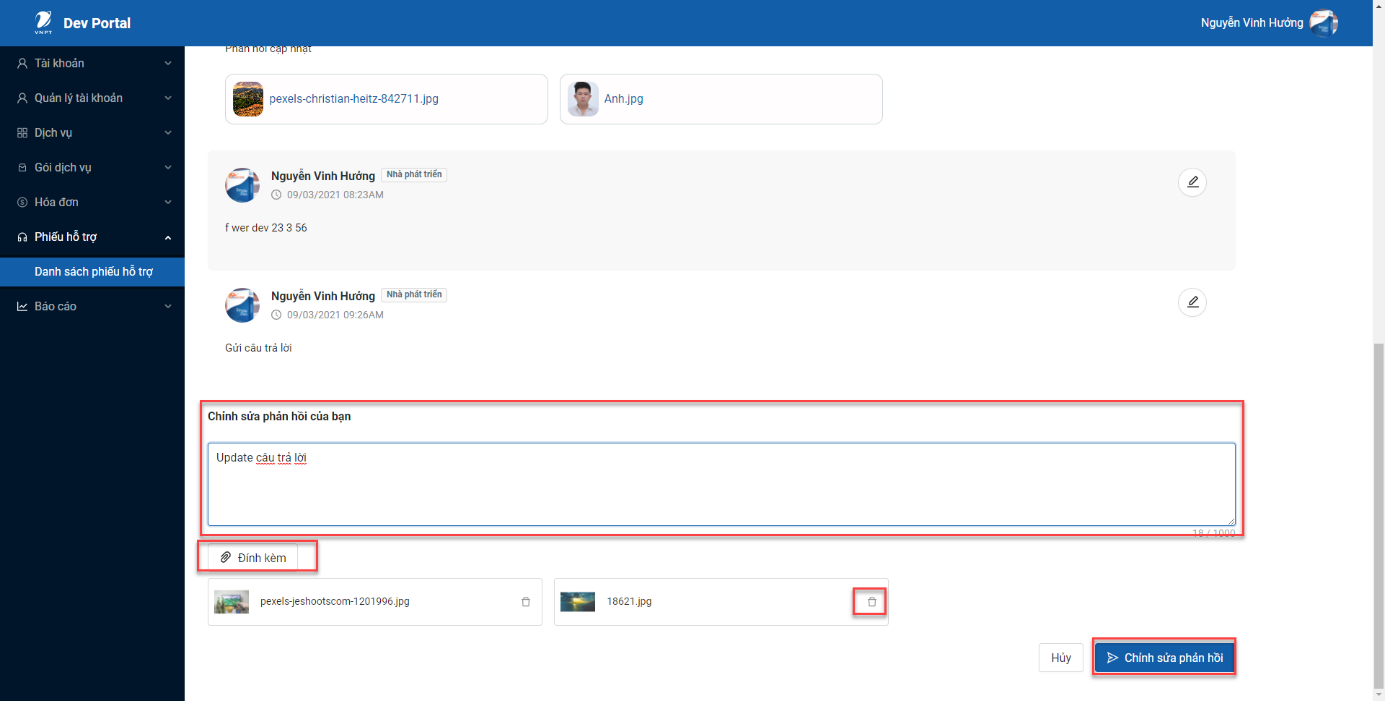 VNPT
Dev Portal
Nguyễn Vinh Hướng
Tài khoản
Quản lý tài khoản
Dịch vụ
Gói dịch vụ
Hóa đơn
Phiếu hỗ trợ
Danh sách phiếu hỗ trợ
Báo cáo
Phản hồi cập nhật
pexels-christian-heitz-842711.jpg
Anh.jpg
Nguyễn Vinh Hướng Nhà phát triển
09/03/2021 08:23AM
f wer dev 23 3 56
Nguyễn Vinh Hướng Nhà phát triển
09/03/2021 09:26AM
Gửi câu trả lời
Chỉnh sửa phản hồi của bạn
Update câu trả lời
18 / 1000
Đính kèm
pexels-jeshootscom-1201996.jpg
18621.jpg
Hủy
Chỉnh sửa phản hồi